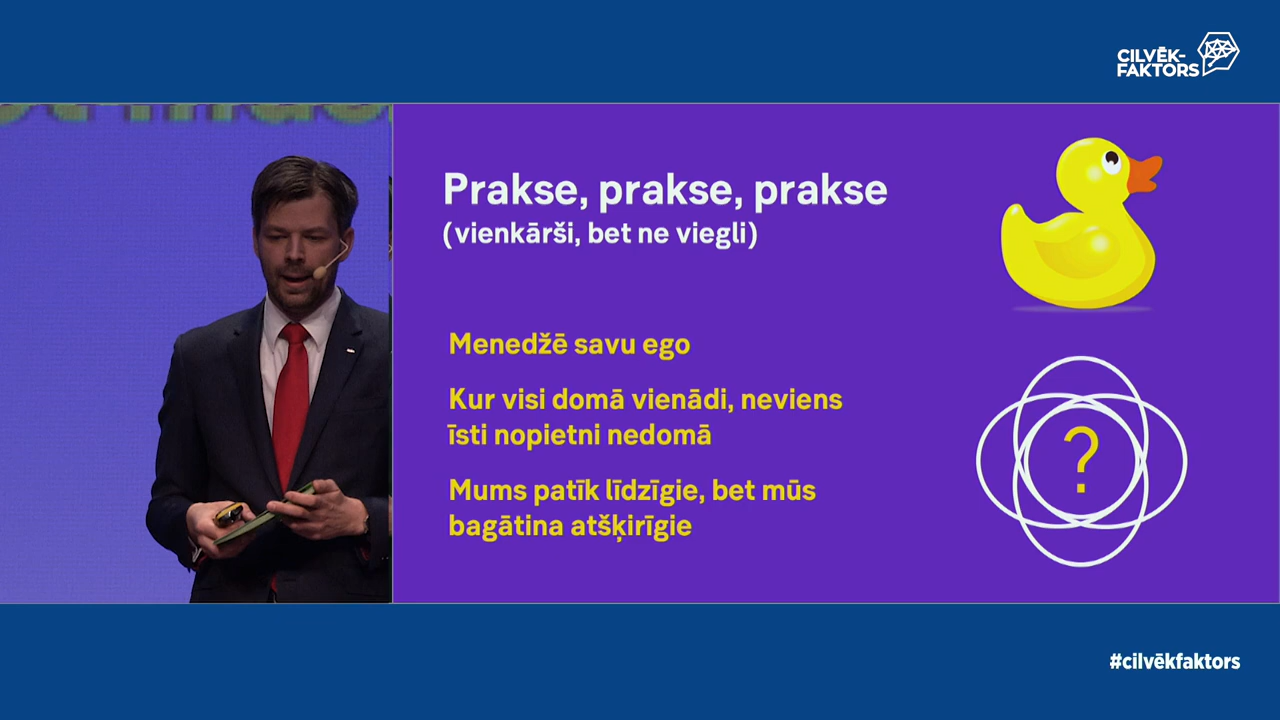 CILVĒK-
FAKTORS
Prakse, prakse, prakse
(vienkārši, bet ne viegli)
Menedžē savu ego
Kur visi domā vienādi, neviens
īsti nopietni nedomā
Mums patīk līdzīgie, bet mūs
bagātina atšķirīgie
?
#cilvēkfaktors